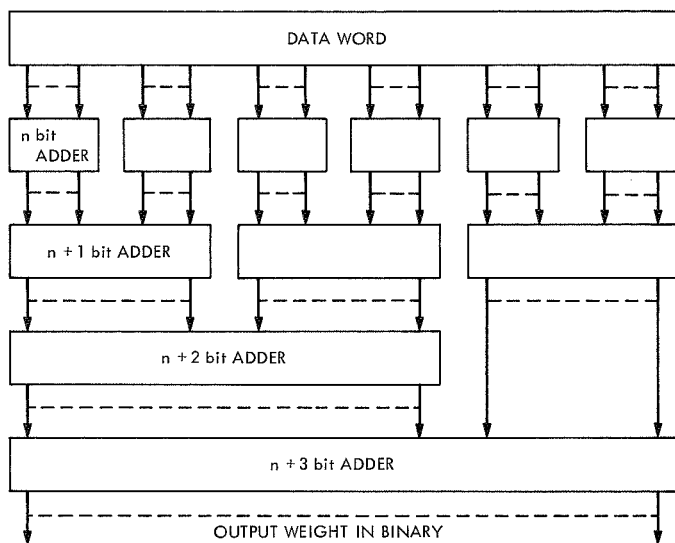 DATA WORD
n bit
ADDER
n + 1 bit ADDER
n + 2 bit ADDER
n + 3 bit ADDER
OUTPUT WEIGHT IN BINARY